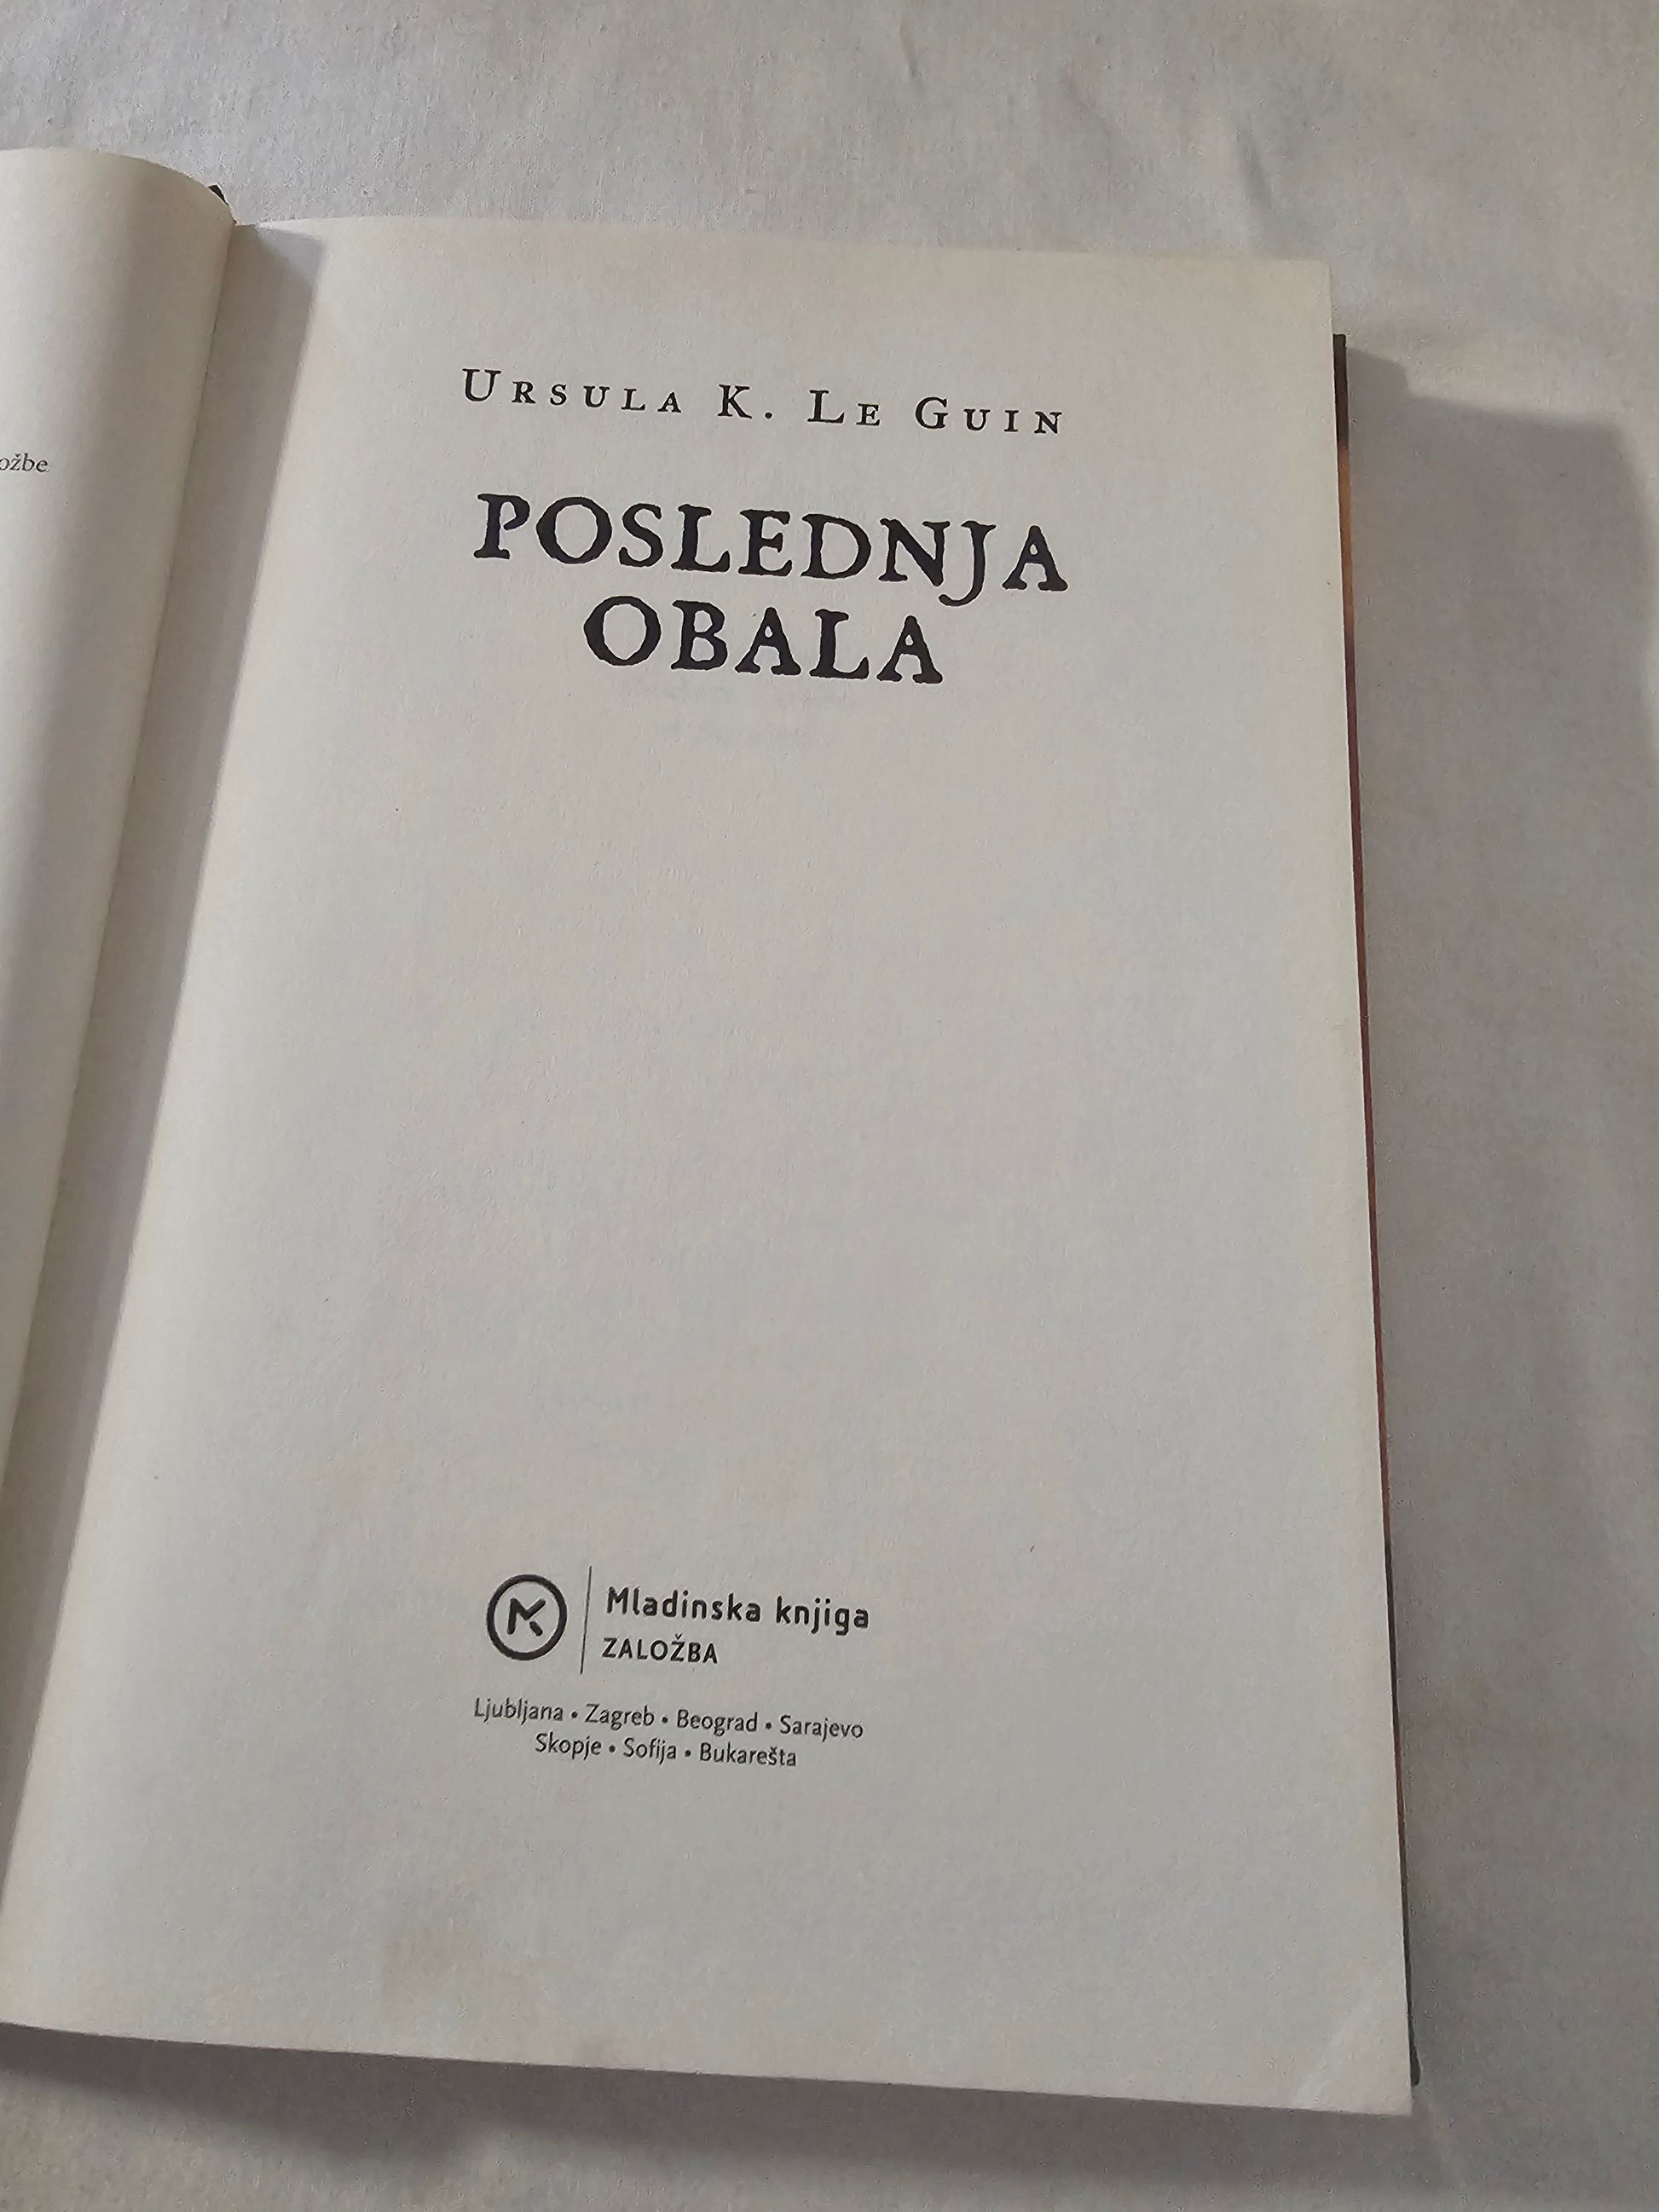 ožbe
URSULA K. LE GUIN
POSLEDNJA
OBALA
Mladinska knjiga
ZALOŽBA
Ljubljana • Zagreb • Beograd • Sarajevo
Skopje • Sofija • Bukarešta